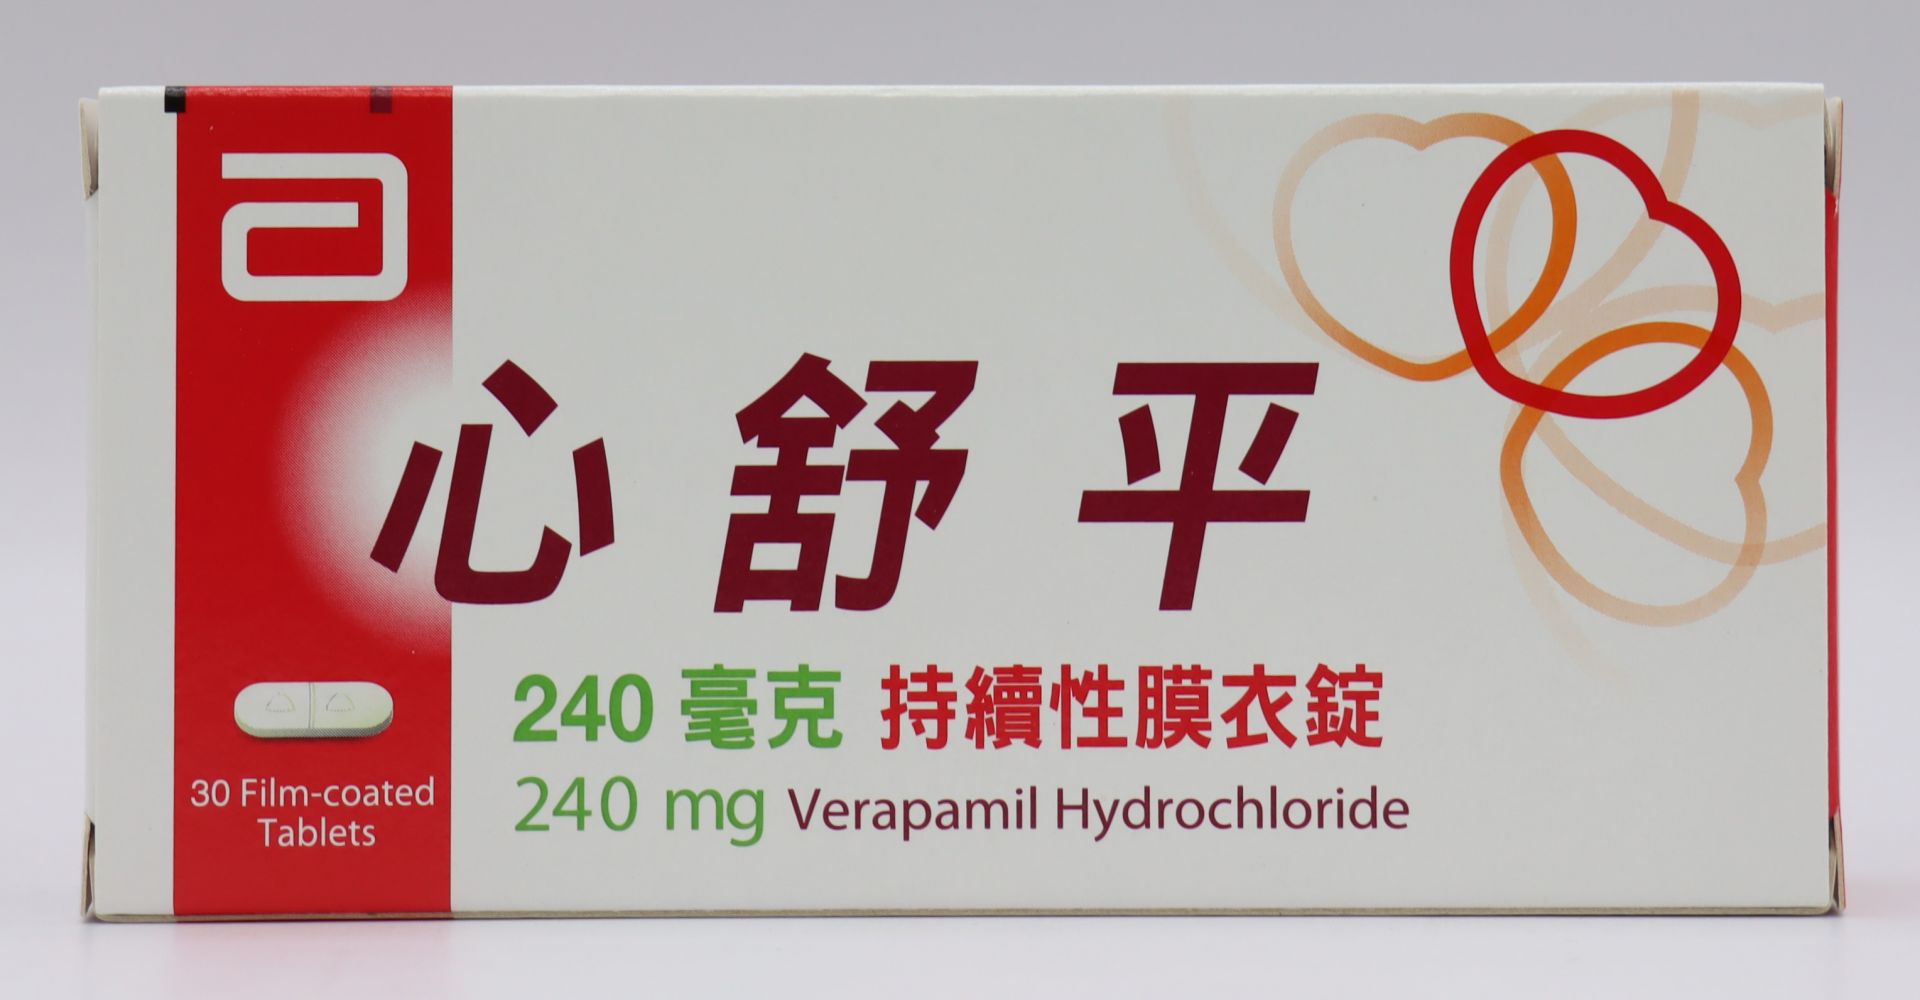 心舒平
240 毫克 持續性膜衣錠
240 mg Verapamil Hydrochloride
30 Film-coated
Tablets